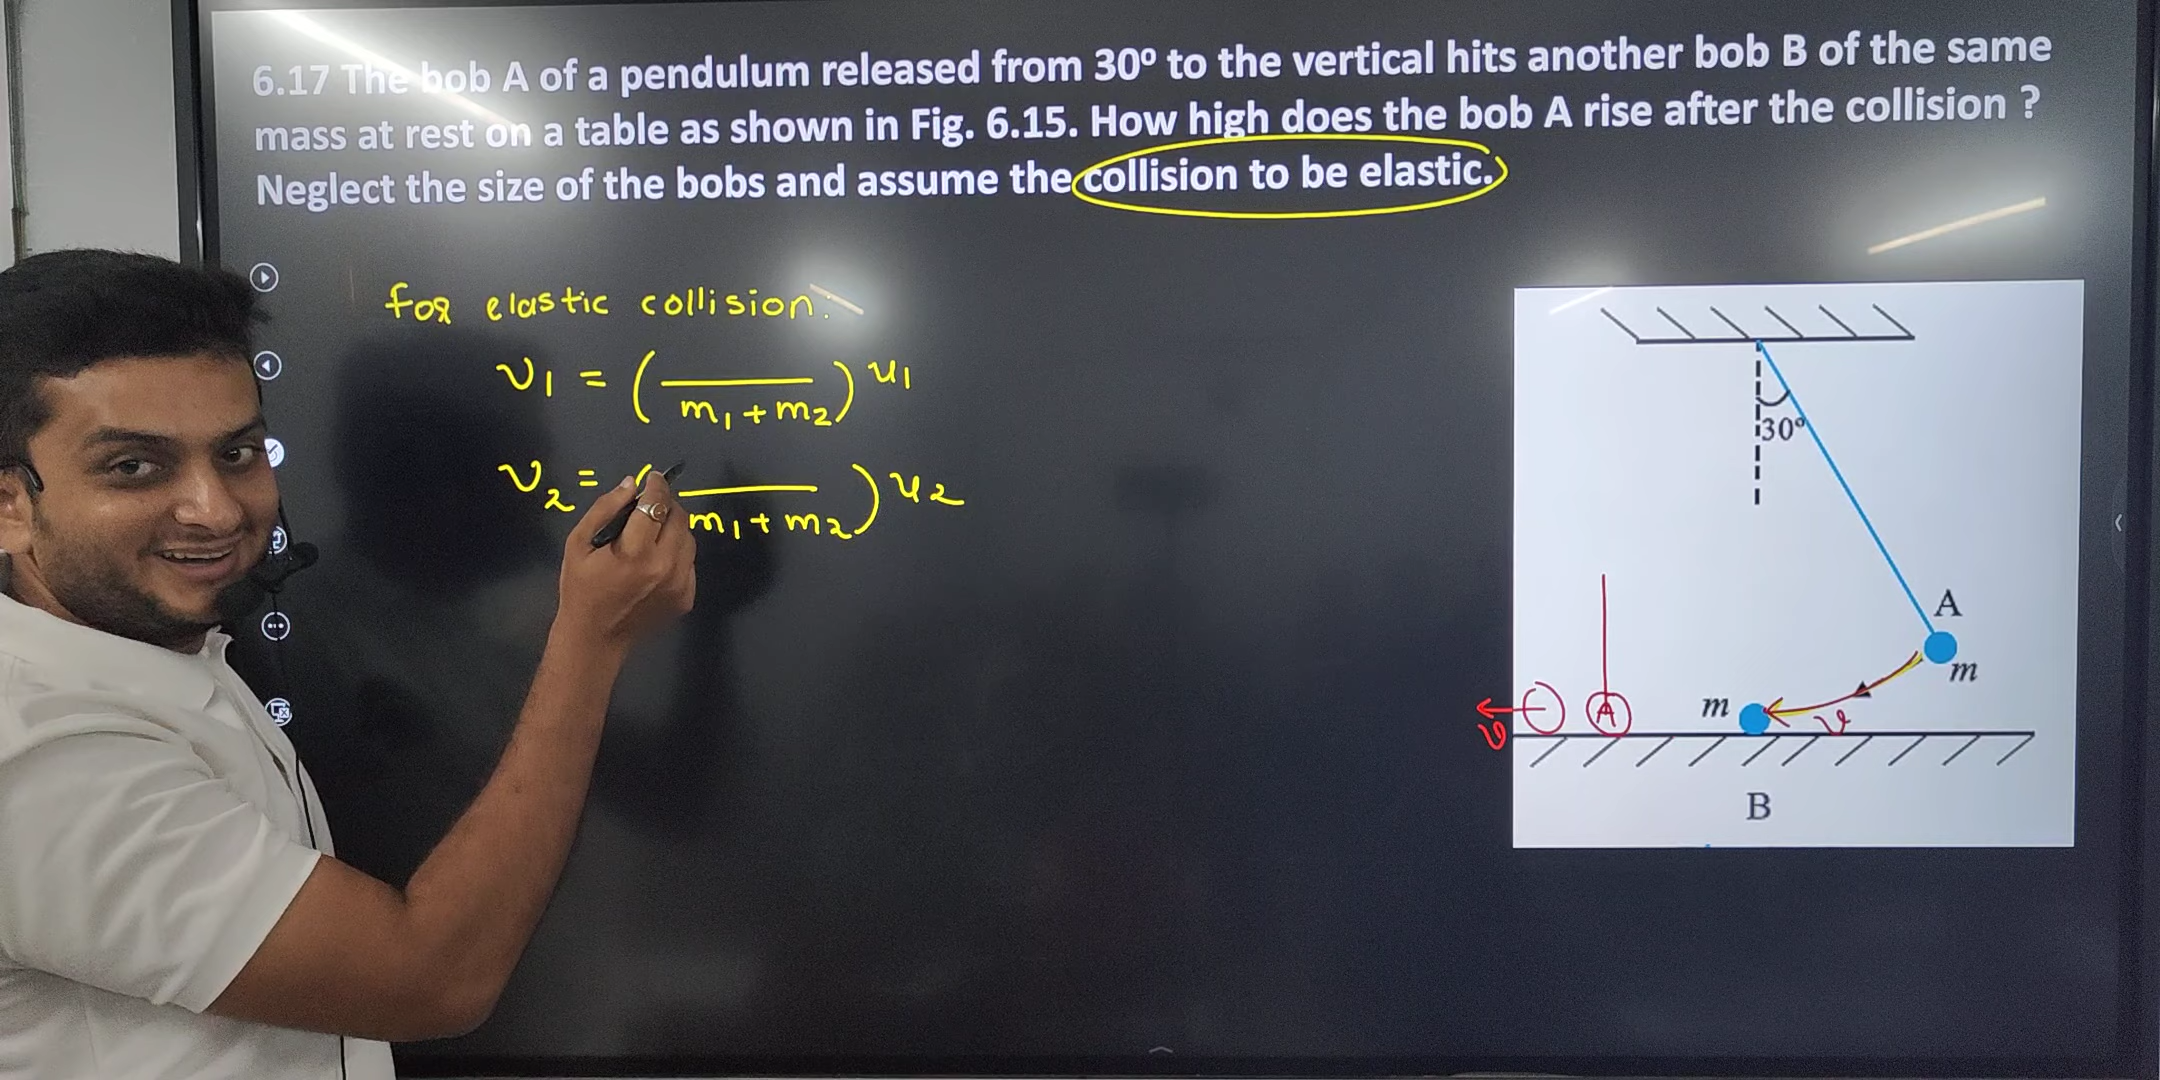 6.17 The bob A of a pendulum released from 30º to the vertical hits another bob B of the same
mass at rest on a table as shown in Fig. 6.15. How high does the bob A rise after the collision ?
Neglect the size of the bobs and assume the collision to be elastic.
for elastic collision:
v1 = ( / m1 + m2 ) u1
v2 = ( / m1 + m2 ) u2
30º
A
m
m
v
A
v
B